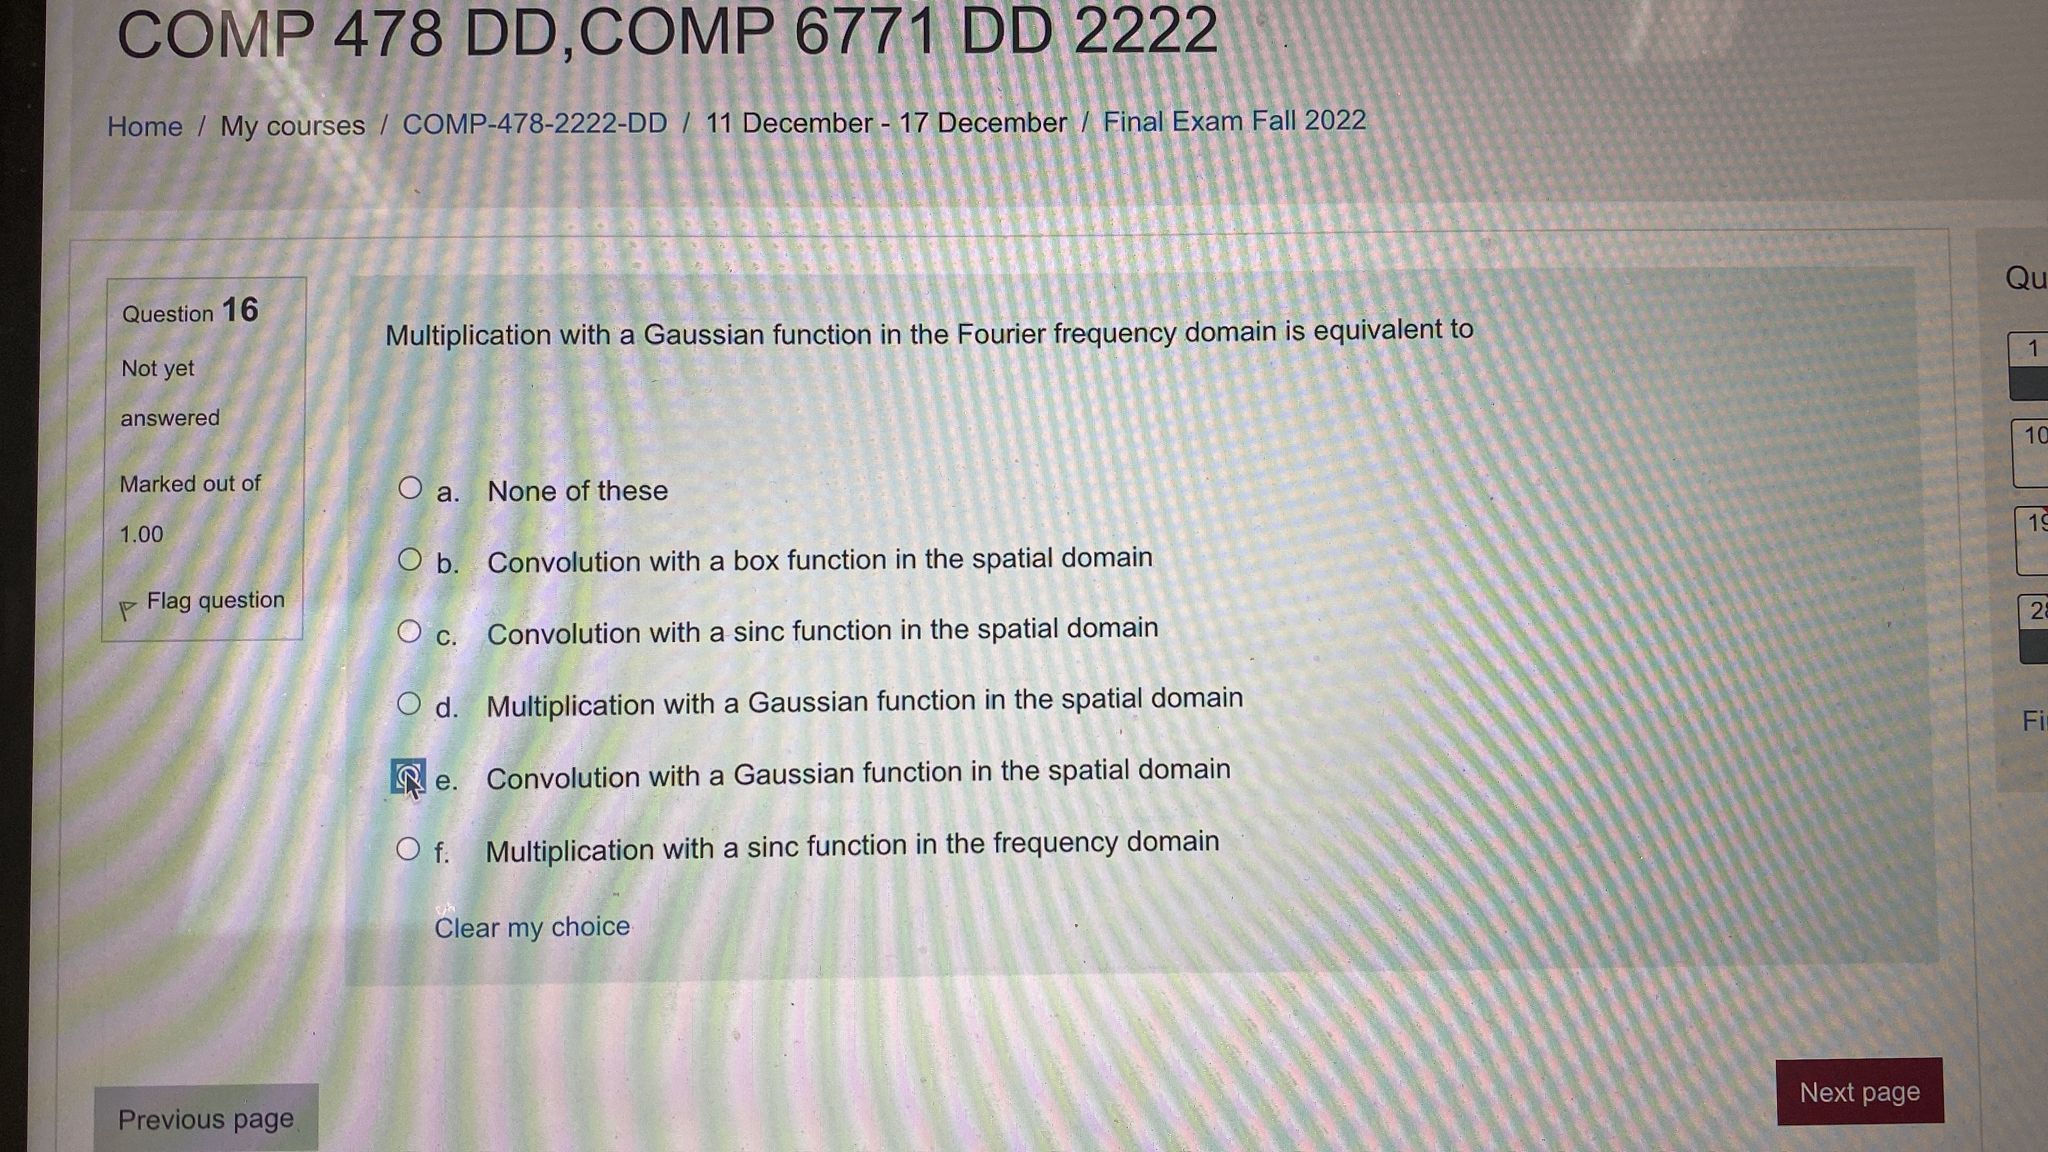 COMP 478 DD,COMP 6771 DD 2222
Home / My courses / COMP-478-2222-DD / 11 December - 17 December / Final Exam Fall 2022
Question 16
Not yet
answered
Marked out of
1.00
Flag question
Multiplication with a Gaussian function in the Fourier frequency domain is equivalent to
a. None of these
b. Convolution with a box function in the spatial domain
c. Convolution with a sinc function in the spatial domain
d. Multiplication with a Gaussian function in the spatial domain
e. Convolution with a Gaussian function in the spatial domain
f. Multiplication with a sinc function in the frequency domain
Clear my choice
Previous page
Next page
Qu
1
10
19
28
Fi